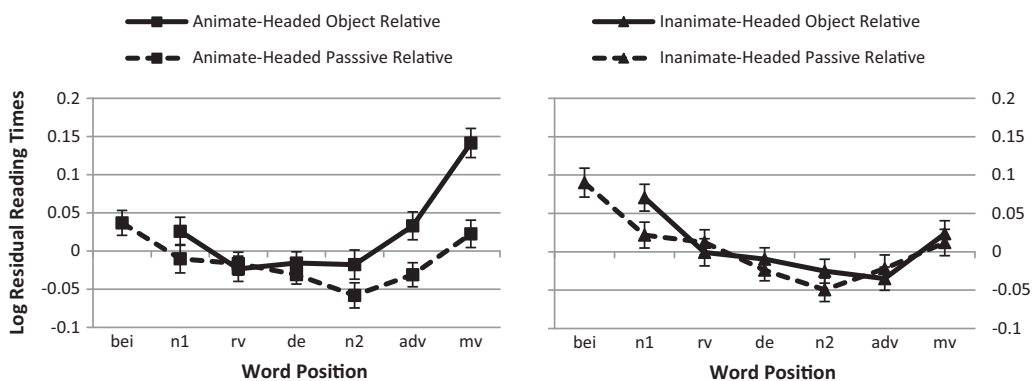 Animate-Headed Object Relative
Animate-Headed Passsive Relative
Inanimate-Headed Object Relative
Inanimate-Headed Passive Relative
Log Residual Reading Times
0.2
0.15
0.1
0.05
0
-0.05
-0.1
bei n1 rv de n2 adv mv
Word Position
0.2
0.15
0.1
0.05
0
-0.05
-0.1
bei n1 rv de n2 adv mv
Word Position